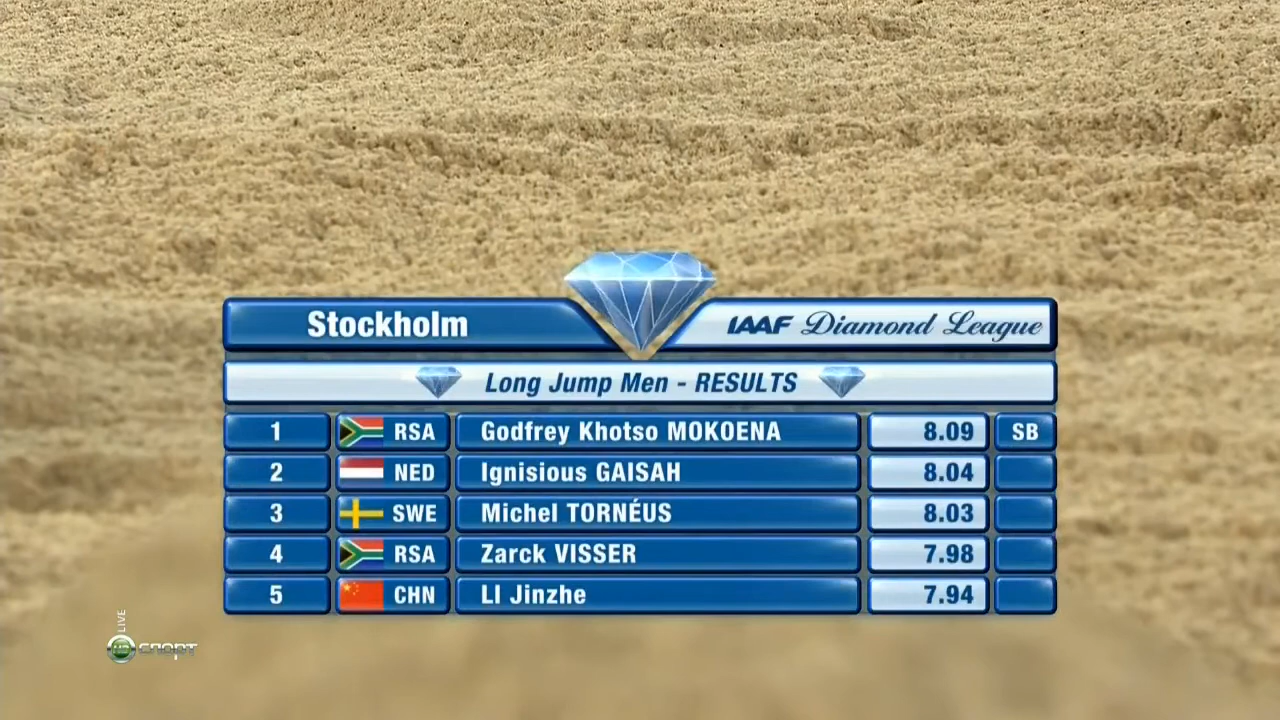 Stockholm
IAAF Diamond League
Long Jump Men - RESULTS
1 RSA Godfrey Khotso MOKOENA 8.09 SB
2 NED Ignisious GAISAH 8.04
3 SWE Michel TORNÉUS 8.03
4 RSA Zarck VISSER 7.98
5 CHN LI Jinzhe 7.94
LIVE
HD СПОРТ